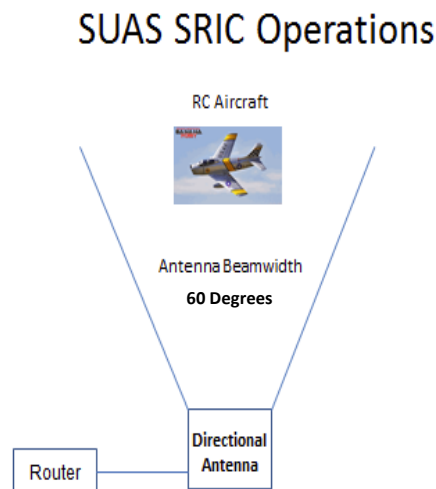 SUAS SRIC Operations
RC Aircraft
Antenna Beamwidth
60 Degrees
Directional
Antenna
Router